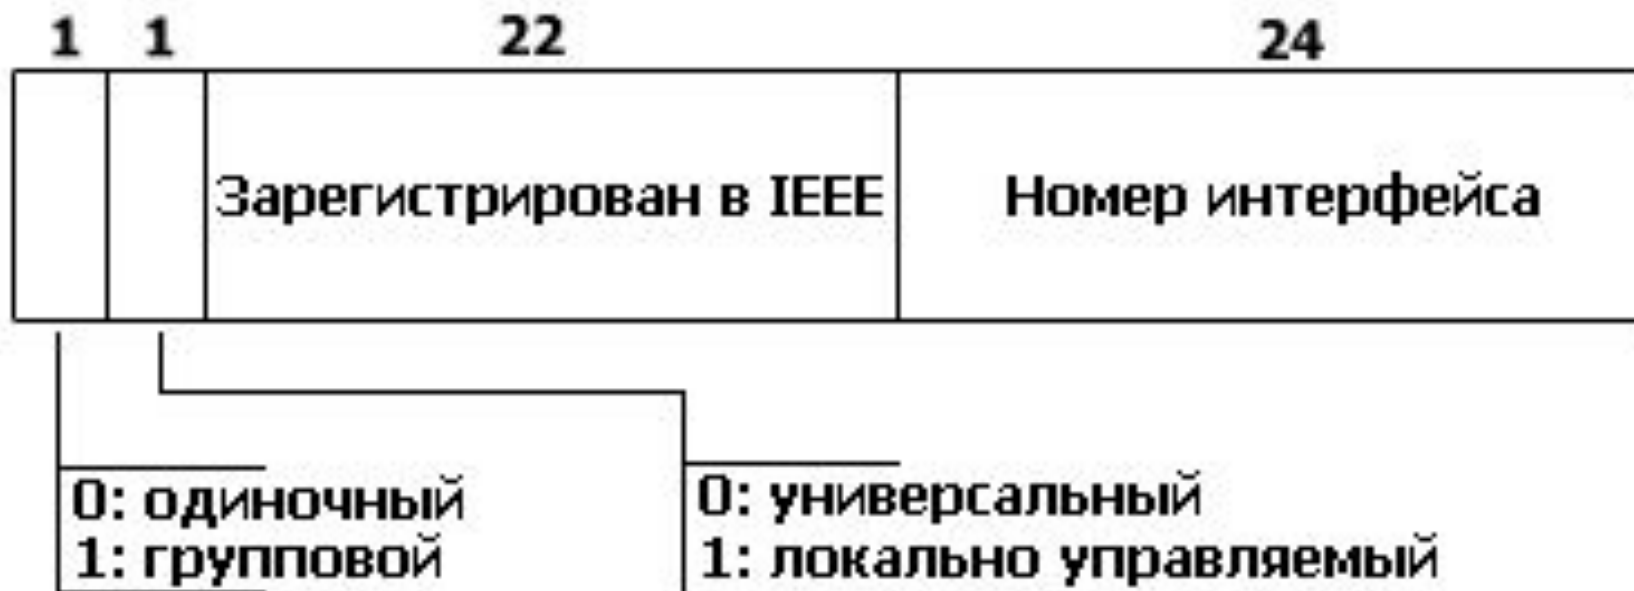 1 1 22 24
Зарегистрирован в IEEE Номер интерфейса
0: одиночный 0: универсальный
1: групповой 1: локально управляемый